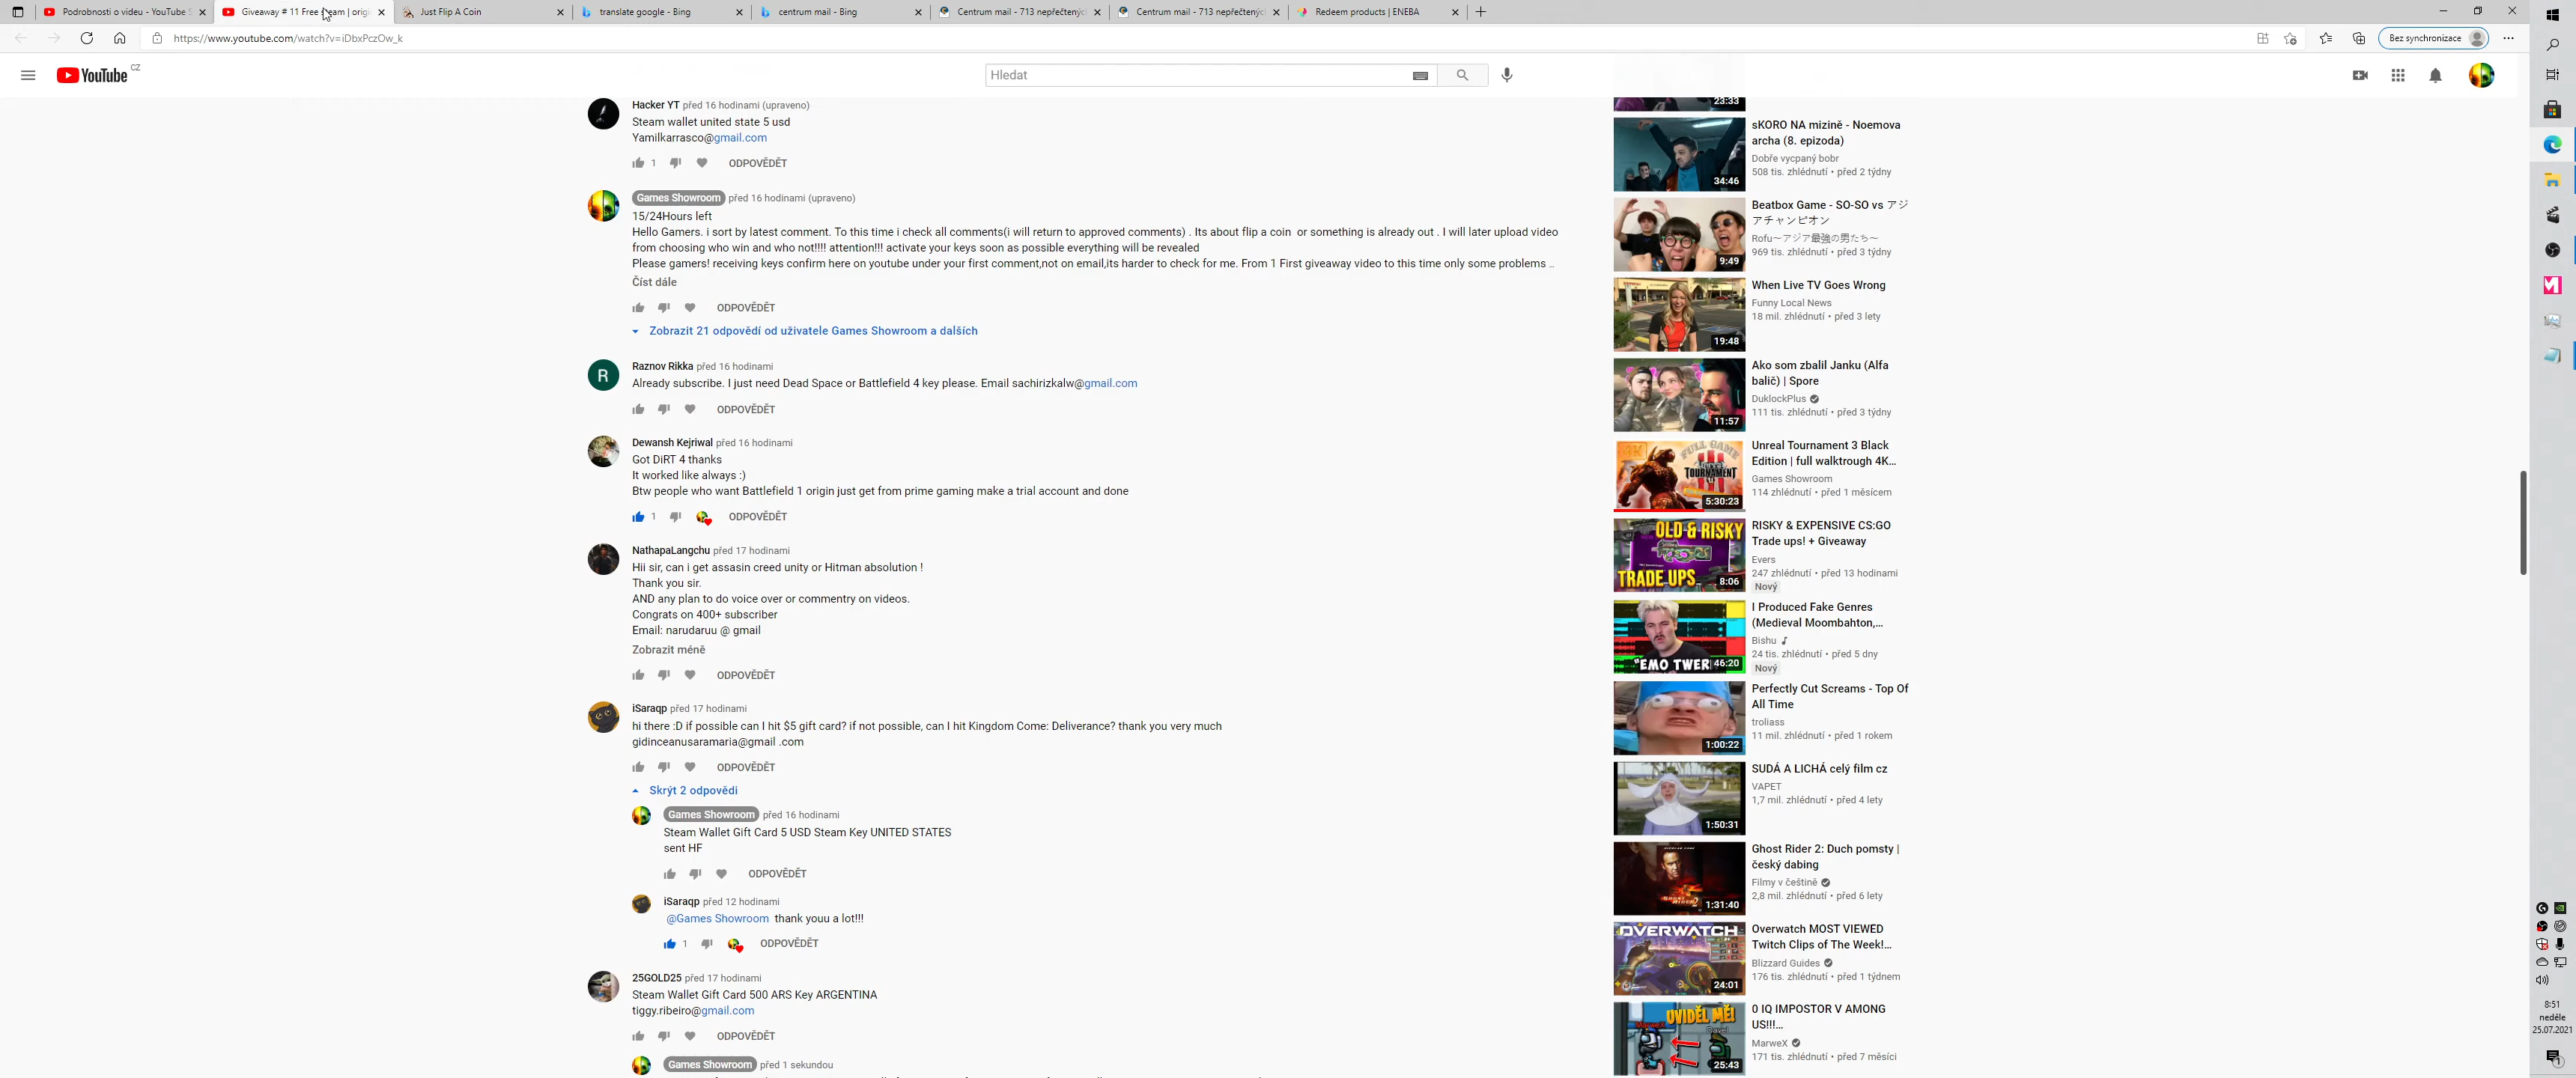 Podrobnosti o videu - YouTube S
Giveaway # 11 Free steam | origi
Just Flip A Coin
translate google - Bing
centrum mail - Bing
Centrum mail - 713 nepřečtenýc
Centrum mail - 713 nepřečtenýc
Redeem products | ENEBA
https://www.youtube.com/watch?v=iDbxPczOw_k
Bez synchronizace
YouTube CZ
Hledat
Hacker YT před 16 hodinami (upraveno)
Steam wallet united state 5 usd
Yamilkarrasco@gmail.com
1 ODPOVĚDĚT
Games Showroom před 16 hodinami (upraveno)
15/24Hours left
Hello Gamers. i sort by latest comment. To this time i check all comments(i will return to approved comments) . Its about flip a coin or something is already out . I will later upload video
from choosing who win and who not!!!! attention!!! activate your keys soon as possible everything will be revealed
Please gamers! receiving keys confirm here on youtube under your first comment,not on email,its harder to check for me. From 1 First giveaway video to this time only some problems ...
Číst dále
ODPOVĚDĚT
Zobrazit 21 odpovědí od uživatele Games Showroom a dalších
R
Raznov Rikka před 16 hodinami
Already subscribe. I just need Dead Space or Battlefield 4 key please. Email sachirizkalw@gmail.com
ODPOVĚDĚT
Dewansh Kejriwal před 16 hodinami
Got DiRT 4 thanks
It worked like always :)
Btw people who want Battlefield 1 origin just get from prime gaming make a trial account and done
1 ODPOVĚDĚT
NathapaLangchu před 17 hodinami
Hii sir, can i get assasin creed unity or Hitman absolution !
Thank you sir.
AND any plan to do voice over or commentry on videos.
Congrats on 400+ subscriber
Email: narudaruu @ gmail
Zobrazit méně
ODPOVĚDĚT
iSaraqp před 17 hodinami
hi there :D if possible can I hit $5 gift card? if not possible, can I hit Kingdom Come: Deliverance? thank you very much
gidinceanusaramaria@gmail .com
ODPOVĚDĚT
Skrýt 2 odpovědi
Games Showroom před 16 hodinami
Steam Wallet Gift Card 5 USD Steam Key UNITED STATES
sent HF
ODPOVĚDĚT
iSaraqp před 12 hodinami
@Games Showroom thank youu a lot!!!
1 ODPOVĚDĚT
25GOLD25 před 17 hodinami
Steam Wallet Gift Card 500 ARS Key ARGENTINA
tiggy.ribeiro@gmail.com
ODPOVĚDĚT
Games Showroom před 1 sekundou
23:33
34:46
sKORO NA mizině - Noemova
archa (8. epizoda)
Dobře vycpaný bobr
508 tis. zhlédnutí • před 2 týdny
9:49
Beatbox Game - SO-SO vs アジ
アチャンピオン
Rofu〜アジア最強の男たち〜
969 tis. zhlédnutí • před 3 týdny
19:48
When Live TV Goes Wrong
Funny Local News
18 mil. zhlédnutí • před 3 lety
11:57
Ako som zbalil Janku (Alfa
balič) | Spore
DuklockPlus
111 tis. zhlédnutí • před 3 týdny
4K FULL GAME
TOURNAMENT
5:30:23
Unreal Tournament 3 Black
Edition | full walktrough 4K...
Games Showroom
114 zhlédnutí • před 1 měsícem
OLD & RISKY
TRADE UPS
8:06
RISKY & EXPENSIVE CS:GO
Trade ups! + Giveaway
Evers
247 zhlédnutí • před 13 hodinami
Nový
"EMO TWER
46:20
I Produced Fake Genres
(Medieval Moombahton,...
Bishu
24 tis. zhlédnutí • před 5 dny
Nový
1:00:22
Perfectly Cut Screams - Top Of
All Time
troliass
11 mil. zhlédnutí • před 1 rokem
1:50:31
SUDÁ A LICHÁ celý film cz
VAPET
1,7 mil. zhlédnutí • před 4 lety
1:31:40
Ghost Rider 2: Duch pomsty |
český dabing
Filmy v češtině
2,8 mil. zhlédnutí • před 6 lety
OVERWATCH
24:01
Overwatch MOST VIEWED
Twitch Clips of The Week!...
Blizzard Guides
176 tis. zhlédnutí • před 1 týdnem
UVIDĚL MĚ!
MarweX
25:43
0 IQ IMPOSTOR V AMONG
US!!!...
MarweX
171 tis. zhlédnutí • před 7 měsíci
8:51
neděle
25.07.2021
1